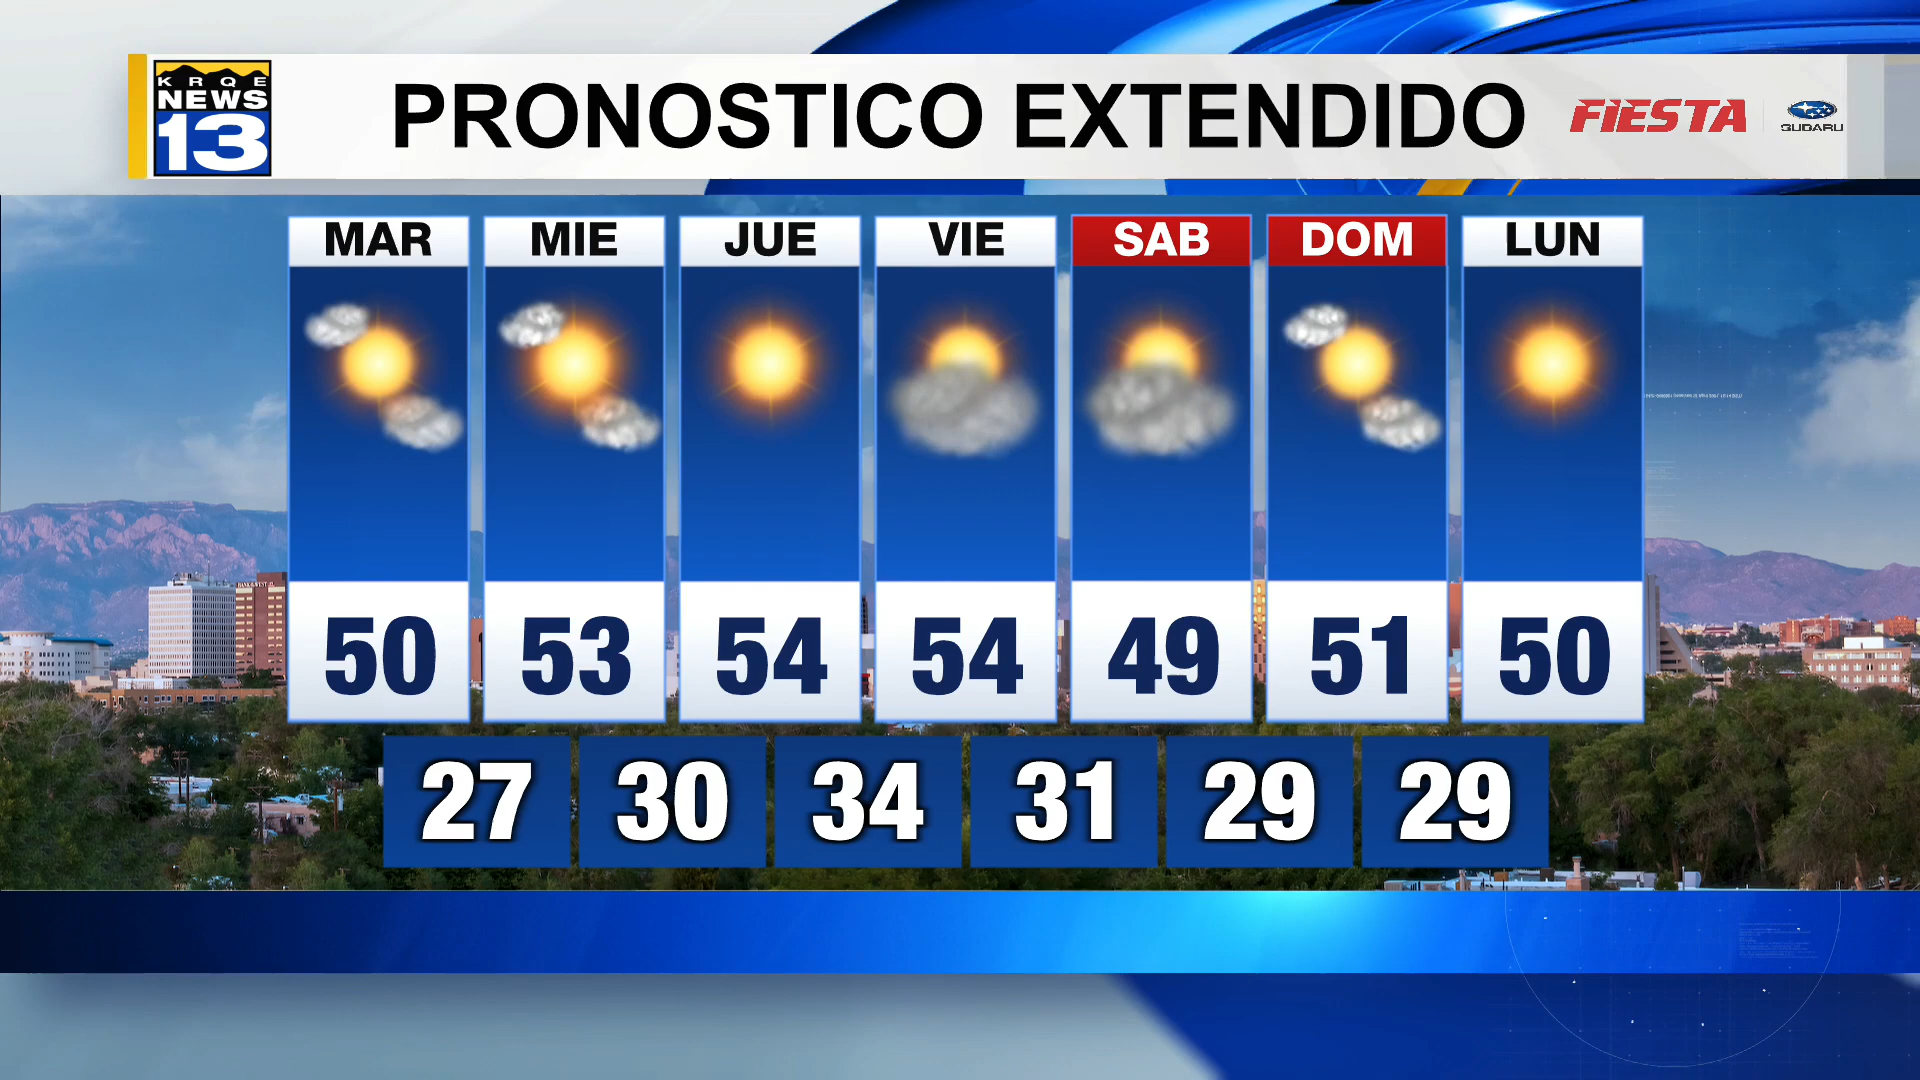 KRQE
NEWS
13
PRONOSTICO EXTENDIDO
FIESTA
SUBARU
MAR MIE JUE VIE SAB DOM LUN
50 53 54 54 49 51 50
27 30 34 31 29 29